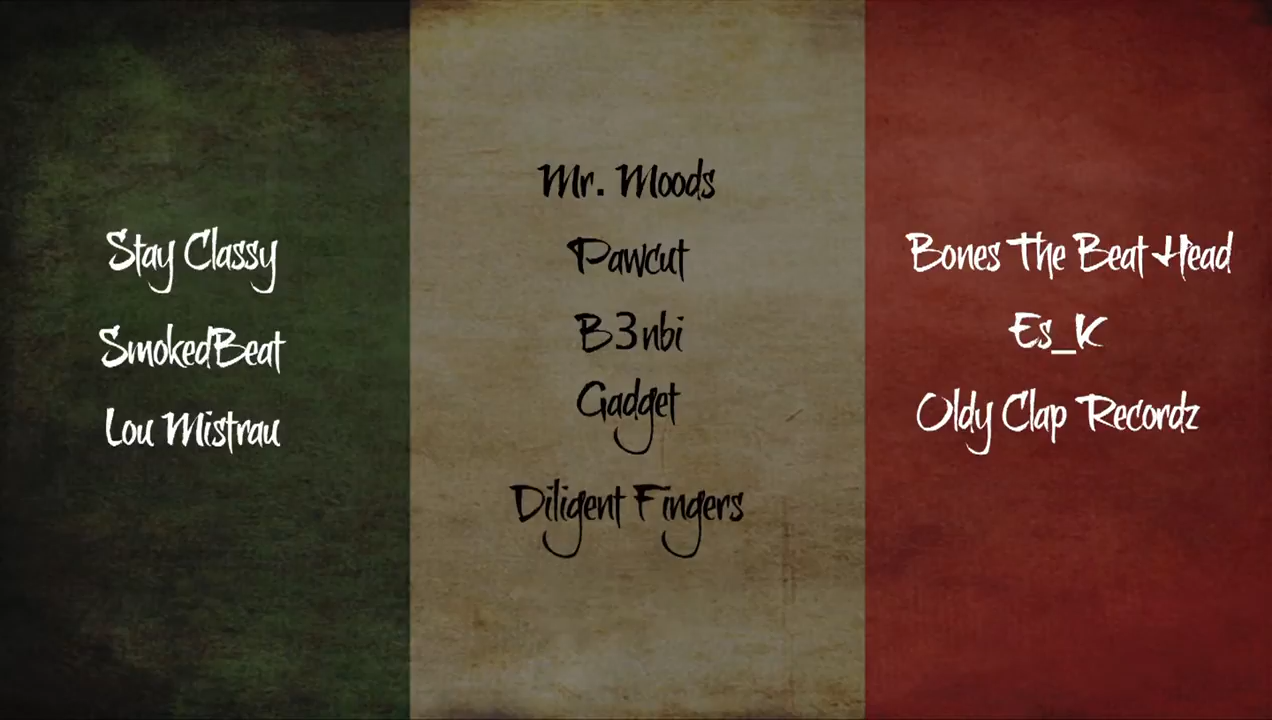 Stay Classy
SmokedBeat
Lou Mistrau
Mr. Moods
Pawcut
B3nbi
Gadget
Diligent Fingers
Bones The Beat Head
Es_K
Oldy Clap Recordz